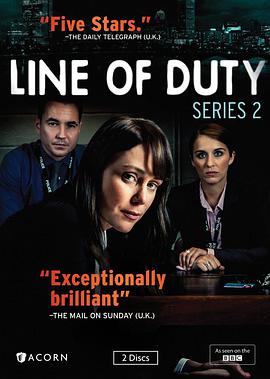 "Five Stars."
–THE DAILY TELEGRAPH (U.K.)
LINE OF DUTY
SERIES 2
"Exceptionally
brilliant"
–THE MAIL ON SUNDAY (U.K.)
ACORN
2 Discs
As seen on the
BBC